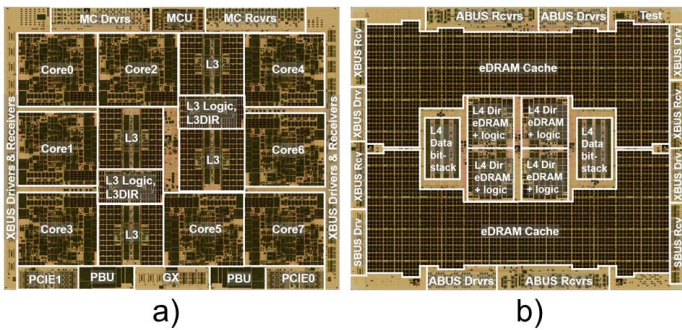 MC Drvrs
MCU
MC Rcvrs
Core0
Core2
L3
Core4
L3 Logic,
L3DIR
XBUS Drivers & Receivers
Core1
L3
L3
Core6
XBUS Drivers & Receivers
L3 Logic,
L3DIR
Core3
L3
Core5
Core7
PCIE1
PBU
GX
PBU
PCIE0
a)
ABUS Rcvrs
ABUS Drvrs
Test
XBUS Rcv
XBUS Drv
eDRAM Cache
XBUS Drv
XBUS Rcv
L4 Data
bit-
stack
L4 Dir
eDRAM
+ logic
L4 Dir
eDRAM
+ logic
L4 Data
bit-
stack
L4 Dir
eDRAM
+ logic
L4 Dir
eDRAM
+ logic
XBUS Rcv
XBUS Drv
eDRAM Cache
SBUS Drv
SBUS Rcv
ABUS Drvrs
ABUS Rcvrs
b)